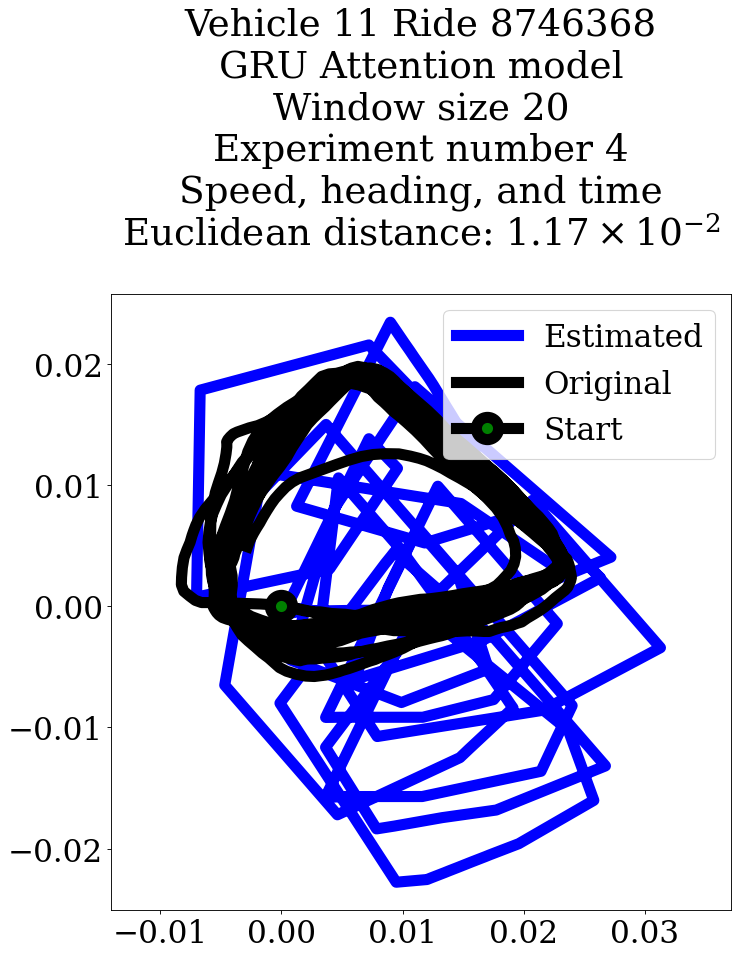 Vehicle 11 Ride 8746368
GRU Attention model
Window size 20
Experiment number 4
Speed, heading, and time
Euclidean distance: 1.17 × 10⁻²
Estimated
Original
Start
0.02
0.01
0.00
−0.01
−0.02
−0.01 0.00 0.01 0.02 0.03